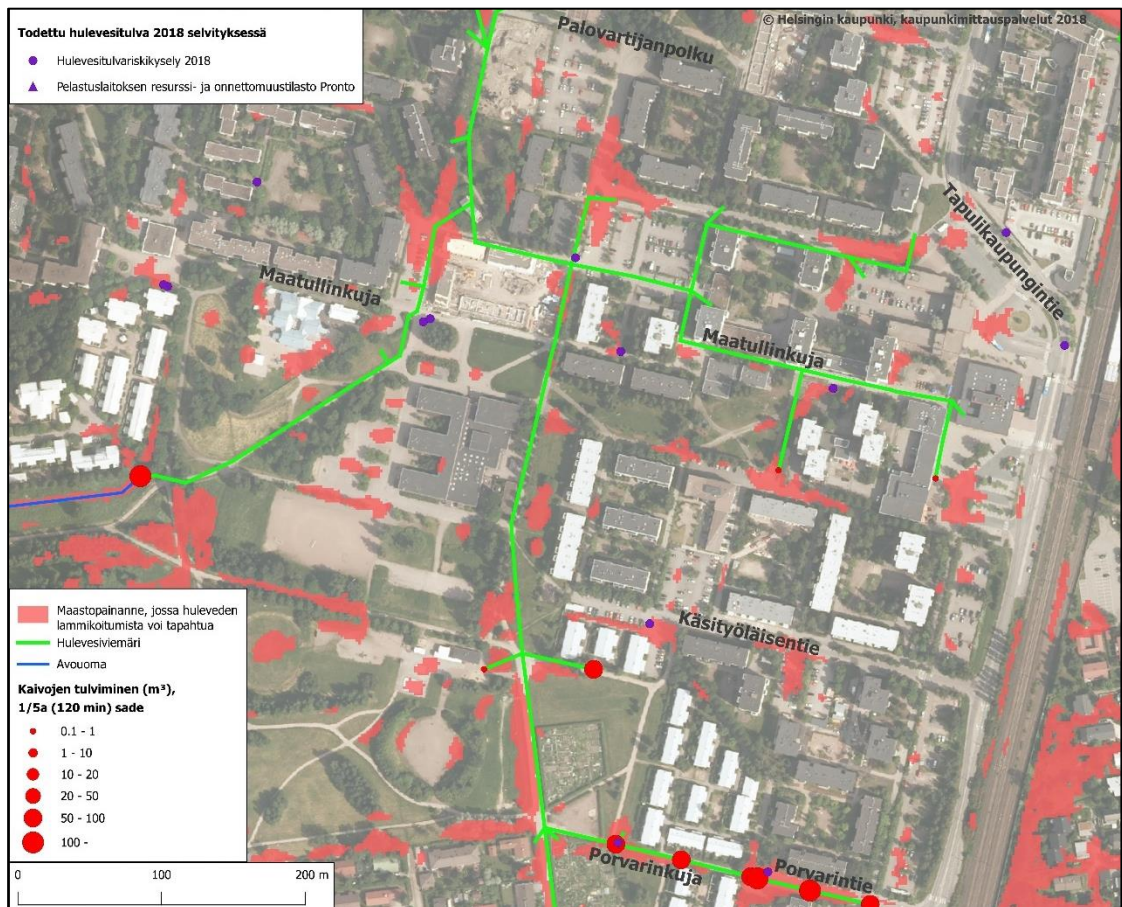 © Helsingin kaupunki, kaupunkimittauspalvelut 2018
Todettu hulevesitulva 2018 selvityksessä
Hulevesitulvariskikysely 2018
Pelastuslaitoksen resurssi- ja onnettomuustilasto Pronto
Palovartijanpolku
Tapulikaupungintie
Maatullinkuja
Maatullinkuja
Käsityöläisentie
Porvarinkuja
Porvarintie
Maastopainanne, jossa huleveden
lammikoitumista voi tapahtua
Hulevesiviemäri
Avouoma
Kaivojen tulviminen (m³),
1/5a (120 min) sade
0.1 - 1
1 - 10
10 - 20
20 - 50
50 - 100
100 -
0 100 200 m